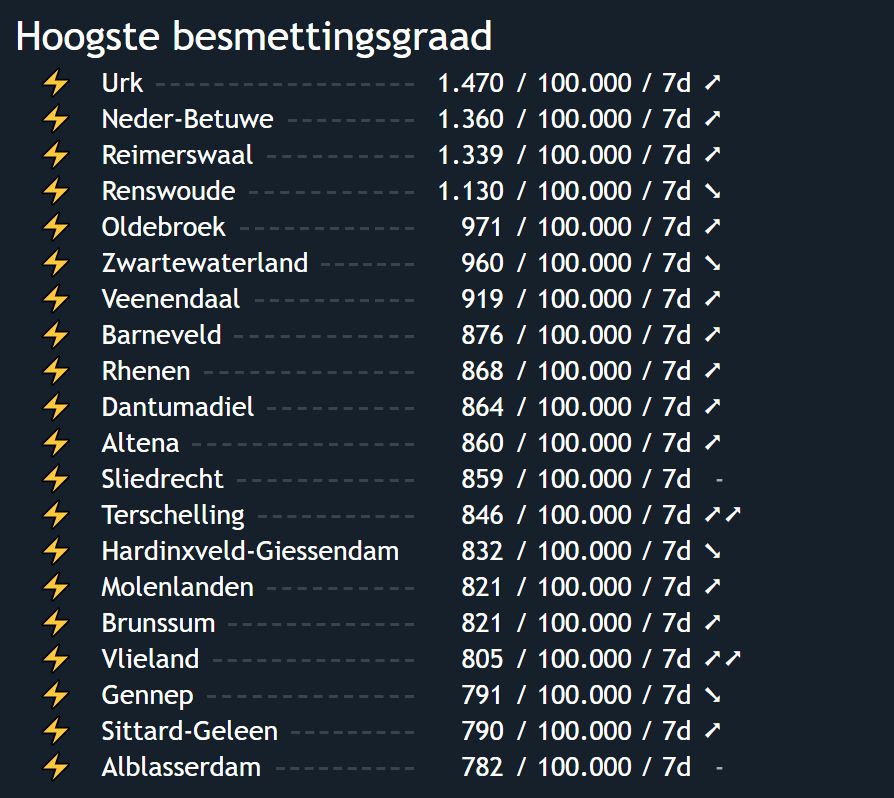 Hoogste besmettingsgraad
⚡ Urk ------------------ 1.470 / 100.000 / 7d ➚
⚡ Neder-Betuwe --------- 1.360 / 100.000 / 7d ➚
⚡ Reimerswaal ---------- 1.339 / 100.000 / 7d ➚
⚡ Renswoude ------------ 1.130 / 100.000 / 7d ➘
⚡ Oldebroek ------------ 971 / 100.000 / 7d ➚
⚡ Zwartewaterland ------- 960 / 100.000 / 7d ➘
⚡ Veenendaal ----------- 919 / 100.000 / 7d ➚
⚡ Barneveld ------------- 876 / 100.000 / 7d ➚
⚡ Rhenen --------------- 868 / 100.000 / 7d ➚
⚡ Dantumadiel ---------- 864 / 100.000 / 7d ➚
⚡ Altena ---------------- 860 / 100.000 / 7d ➚
⚡ Sliedrecht ------------ 859 / 100.000 / 7d -
⚡ Terschelling ----------- 846 / 100.000 / 7d ➚➚
⚡ Hardinxveld-Giessendam 832 / 100.000 / 7d ➘
⚡ Molenlanden ---------- 821 / 100.000 / 7d ➚
⚡ Brunssum ------------- 821 / 100.000 / 7d ➚
⚡ Vlieland --------------- 805 / 100.000 / 7d ➚➚
⚡ Gennep --------------- 791 / 100.000 / 7d ➘
⚡ Sittard-Geleen --------- 790 / 100.000 / 7d ➚
⚡ Alblasserdam ---------- 782 / 100.000 / 7d -